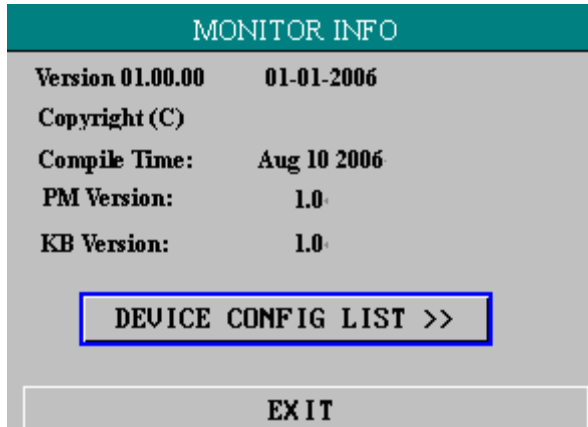 MONITOR INFO
Version 01.00.00 01-01-2006
Copyright (C)
Compile Time: Aug 10 2006
PM Version: 1.0
KB Version: 1.0
DEVICE CONFIG LIST >>
EXIT